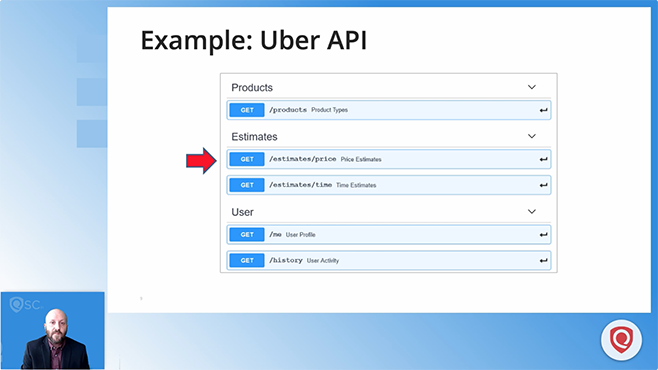 Example: Uber API
Products
GET /products Product Types
Estimates
GET /estimates/price Price Estimates
GET /estimates/time Time Estimates
User
GET /me User Profile
GET /history User Activity
SC